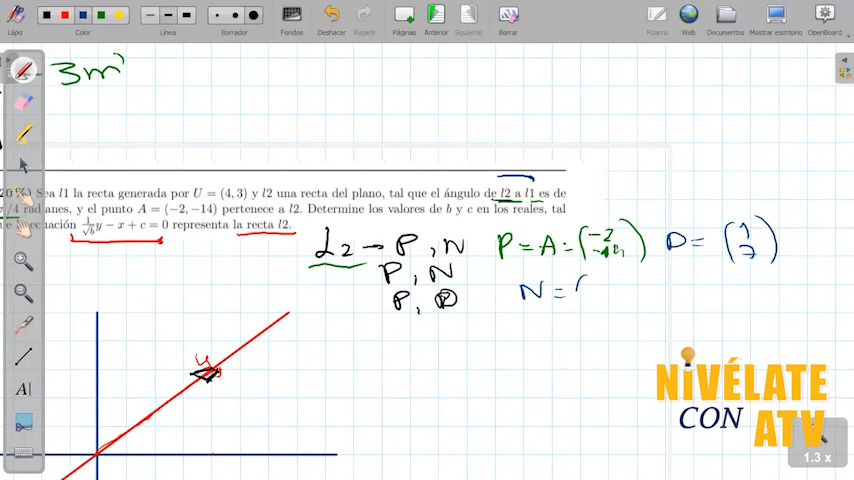 Lápiz Color Línea Borrador Fondos Deshacer Repetir Páginas Anterior Siguiente Borrar Pizarra Web Documentos Mostrar escritorio OpenBoard
3m
20%) Sea l1 la recta generada por U = (4, 3) y l2 una recta del plano, tal que el ángulo de l2 a l1 es de
/4 radianes, y el punto A = (−2, −14) pertenece a l2. Determine los valores de b y c en los reales, tal
ecuación 1/√b y − x + c = 0 representa la recta l2.
L2 → P, N P = A = (−2 −14) D = (1 7)
P, N N = (
P, D
U
NIVÉLATE
CON
ATV
1.3 x